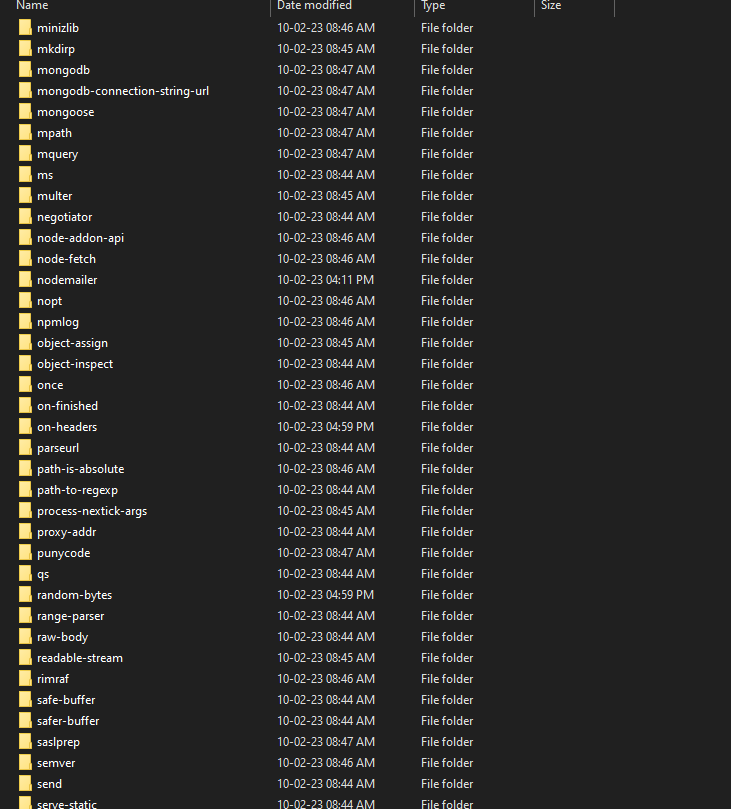 Name Date modified Type Size
minizlib 10-02-23 08:46 AM File folder
mkdirp 10-02-23 08:45 AM File folder
mongodb 10-02-23 08:47 AM File folder
mongodb-connection-string-url 10-02-23 08:47 AM File folder
mongoose 10-02-23 08:47 AM File folder
mpath 10-02-23 08:47 AM File folder
mquery 10-02-23 08:47 AM File folder
ms 10-02-23 08:44 AM File folder
multer 10-02-23 08:45 AM File folder
negotiator 10-02-23 08:44 AM File folder
node-addon-api 10-02-23 08:46 AM File folder
node-fetch 10-02-23 08:46 AM File folder
nodemailer 10-02-23 04:11 PM File folder
nopt 10-02-23 08:46 AM File folder
npmlog 10-02-23 08:46 AM File folder
object-assign 10-02-23 08:45 AM File folder
object-inspect 10-02-23 08:44 AM File folder
once 10-02-23 08:46 AM File folder
on-finished 10-02-23 08:44 AM File folder
on-headers 10-02-23 04:59 PM File folder
parseurl 10-02-23 08:44 AM File folder
path-is-absolute 10-02-23 08:46 AM File folder
path-to-regexp 10-02-23 08:44 AM File folder
process-nextick-args 10-02-23 08:45 AM File folder
proxy-addr 10-02-23 08:44 AM File folder
punycode 10-02-23 08:47 AM File folder
qs 10-02-23 08:44 AM File folder
random-bytes 10-02-23 04:59 PM File folder
range-parser 10-02-23 08:44 AM File folder
raw-body 10-02-23 08:44 AM File folder
readable-stream 10-02-23 08:45 AM File folder
rimraf 10-02-23 08:46 AM File folder
safe-buffer 10-02-23 08:44 AM File folder
safer-buffer 10-02-23 08:44 AM File folder
saslprep 10-02-23 08:47 AM File folder
semver 10-02-23 08:46 AM File folder
send 10-02-23 08:44 AM File folder
serve-static 10-02-23 08:44 AM File folder